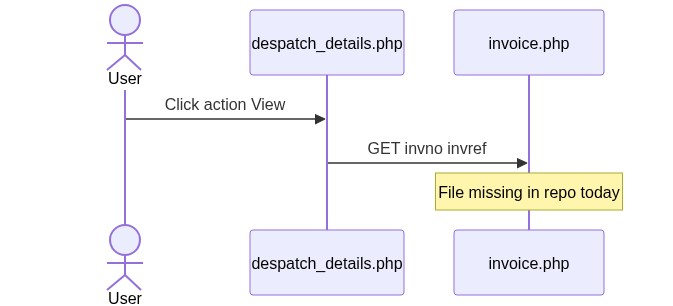 User
despatch_details.php
invoice.php
Click action View
GET invno invref
File missing in repo today
User
despatch_details.php
invoice.php